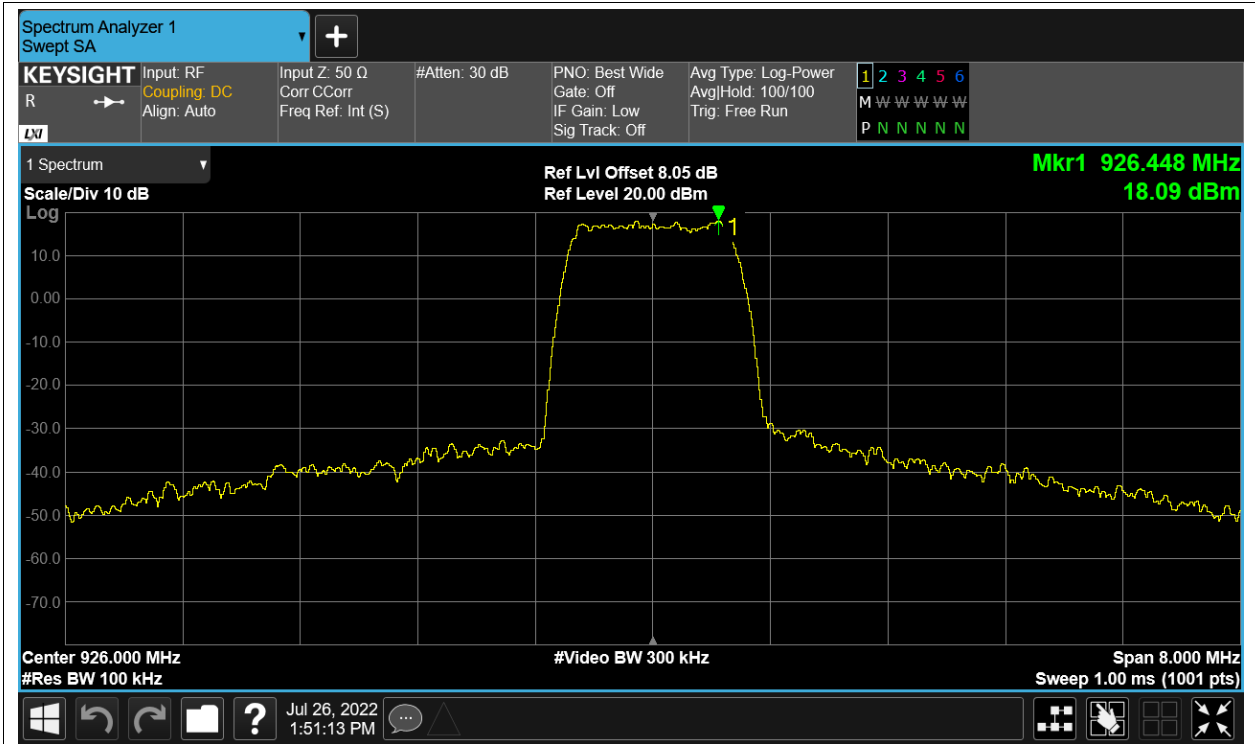 Spectrum Analyzer 1
Swept SA
+
KEYSIGHT
R
LXI
Input: RF
Coupling: DC
Align: Auto
Input Z: 50 Ω
Corr CCorr
Freq Ref: Int (S)
#Atten: 30 dB
PNO: Best Wide
Gate: Off
IF Gain: Low
Sig Track: Off
Avg Type: Log-Power
Avg|Hold: 100/100
Trig: Free Run
1 2 3 4 5 6
M W W W W W
P N N N N N
1 Spectrum
Scale/Div 10 dB
Ref Lvl Offset 8.05 dB
Ref Level 20.00 dBm
Mkr1 926.448 MHz
18.09 dBm
Log
1
10.0
0.00
-10.0
-20.0
-30.0
-40.0
-50.0
-60.0
-70.0
Center 926.000 MHz
#Res BW 100 kHz
#Video BW 300 kHz
Span 8.000 MHz
Sweep 1.00 ms (1001 pts)
?
Jul 26, 2022
1:51:13 PM